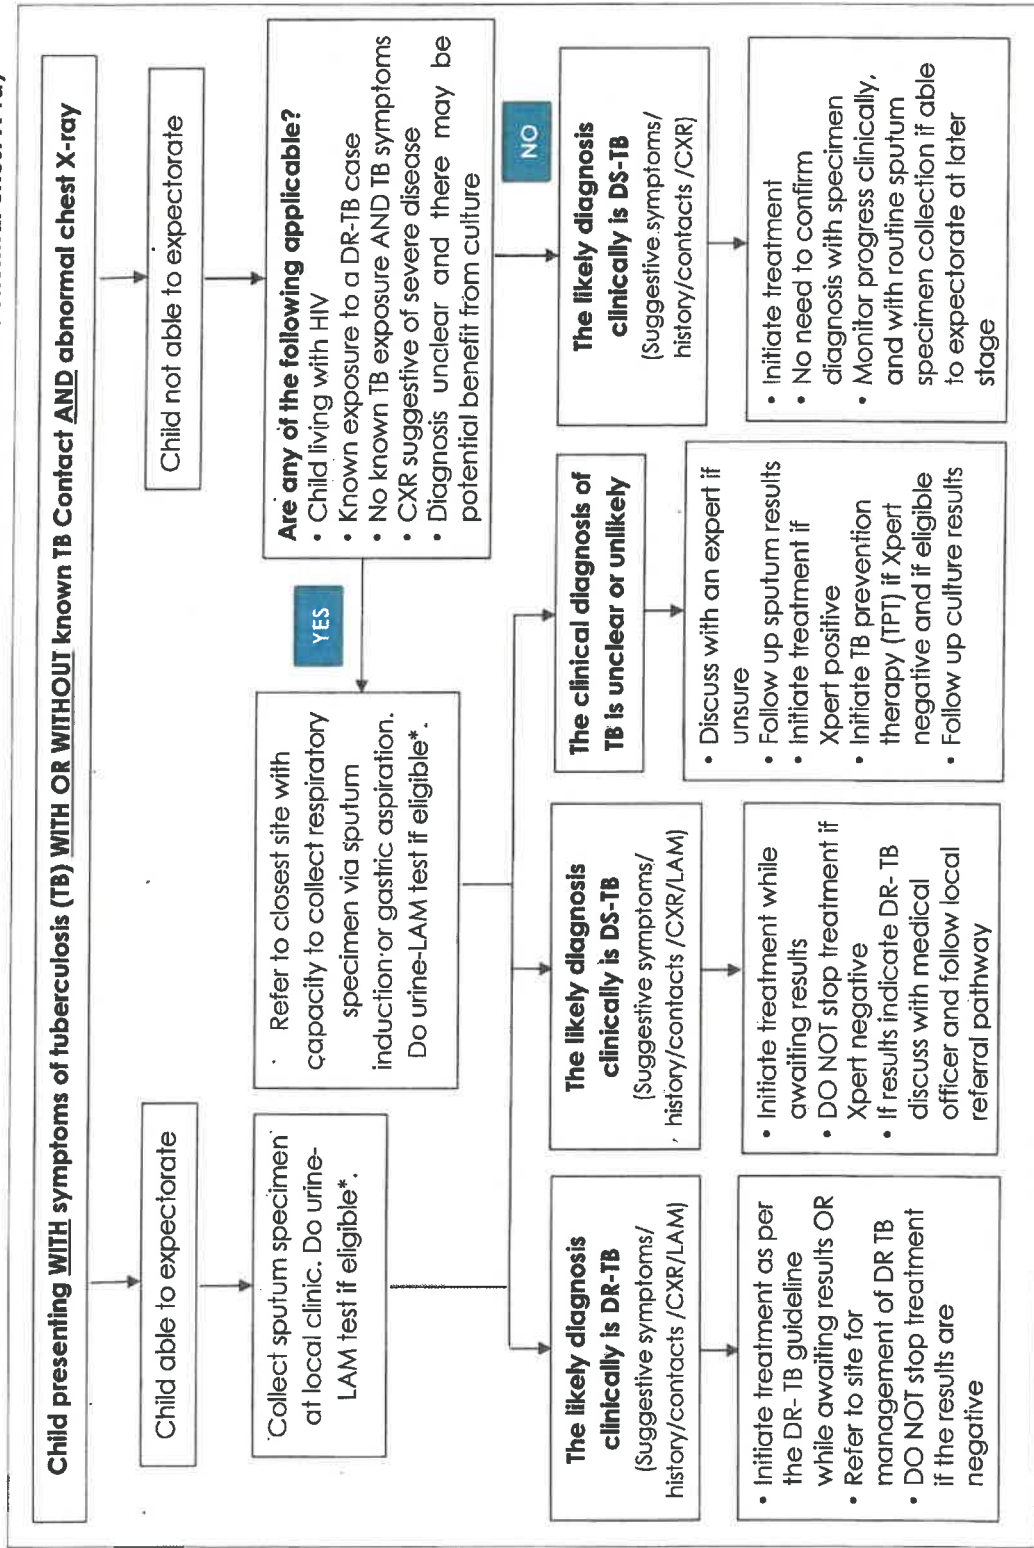 Child presenting WITH symptoms of tuberculosis (TB) WITH OR WITHOUT known TB Contact AND abnormal chest X-ray
Child able to expectorate
Child not able to expectorate
Collect sputum specimen
at local clinic. Do urine-
LAM test if eligible*.
Refer to closest site with
capacity to collect respiratory
specimen via sputum
induction or gastric aspiration.
Do urine-LAM test if eligible*.
YES
Are any of the following applicable?
• Child living with HIV
• Known exposure to a DR-TB case
• No known TB exposure AND TB symptoms
• CXR suggestive of severe disease
• Diagnosis unclear and there may be
potential benefit from culture
NO
The likely diagnosis
clinically is DR-TB
(Suggestive symptoms/
history/contacts /CXR/LAM)
• Initiate treatment as per
the DR- TB guideline
while awaiting results OR
• Refer to site for
management of DR TB
• DO NOT stop treatment
if the results are
negative
The likely diagnosis
clinically is DS-TB
(Suggestive symptoms/
history/contacts /CXR/LAM)
• Initiate treatment while
awaiting results
• DO NOT stop treatment if
Xpert negative
• If results indicate DR- TB
discuss with medical
officer and follow local
referral pathway
The clinical diagnosis of
TB is unclear or unlikely
• Discuss with an expert if
unsure
• Follow up sputum results
• Initiate treatment if
Xpert positive
• Initiate TB prevention
therapy (TPT) if Xpert
negative and if eligible
• Follow up culture results
The likely diagnosis
clinically is DS-TB
(Suggestive symptoms/
history/contacts /CXR)
• Initiate treatment
• No need to confirm
diagnosis with specimen
• Monitor progress clinically,
and with routine sputum
specimen collection if able
to expectorate at later
stage